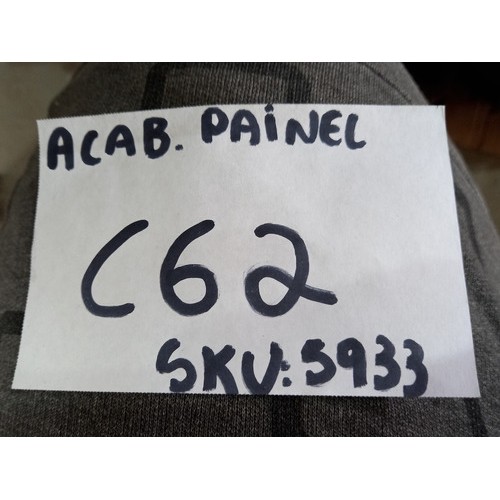 ACAB. PAiNEL
C62
SKU: 5933